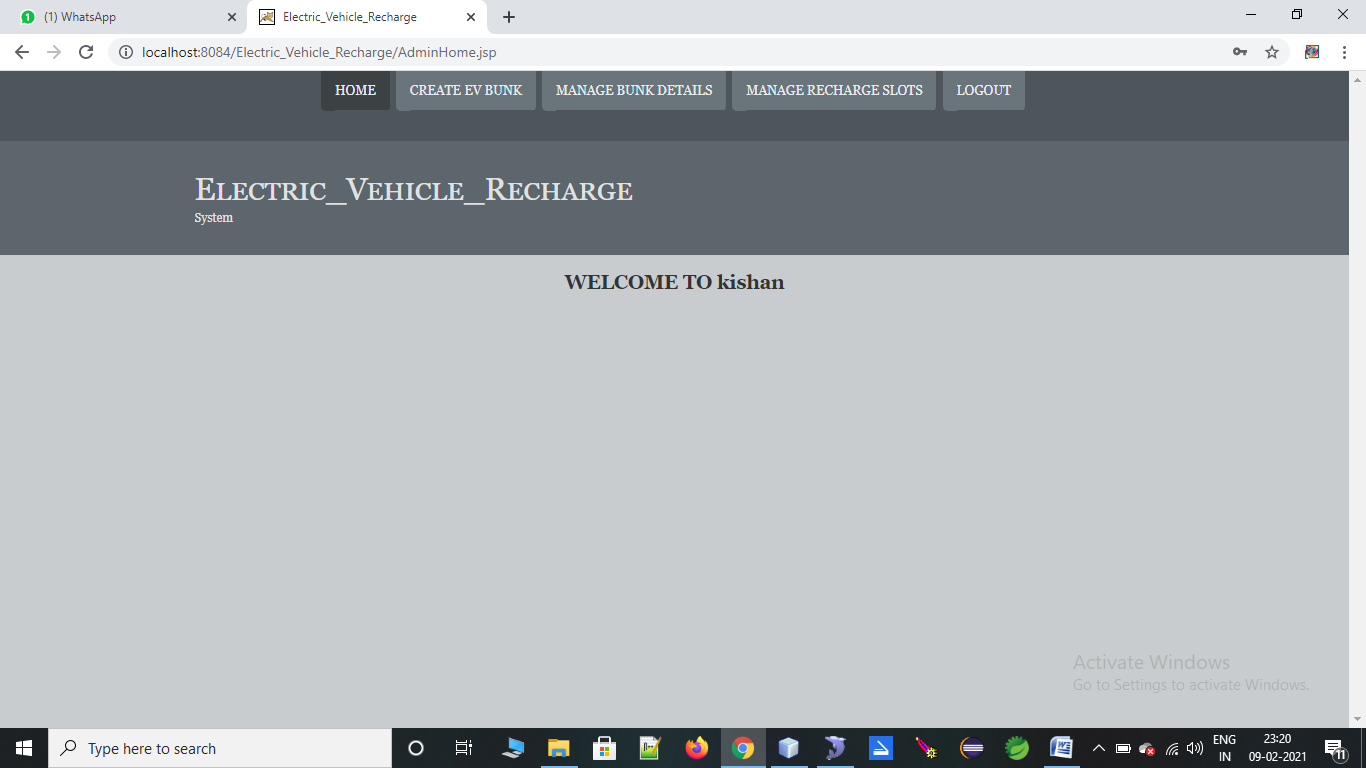 (1) WhatsApp
Electric_Vehicle_Recharge
localhost:8084/Electric_Vehicle_Recharge/AdminHome.jsp
HOME CREATE EV BUNK MANAGE BUNK DETAILS MANAGE RECHARGE SLOTS LOGOUT
Electric_Vehicle_Recharge
System
WELCOME TO kishan
Activate Windows
Go to Settings to activate Windows.
Type here to search
ENG
IN
23:20
09-02-2021
11